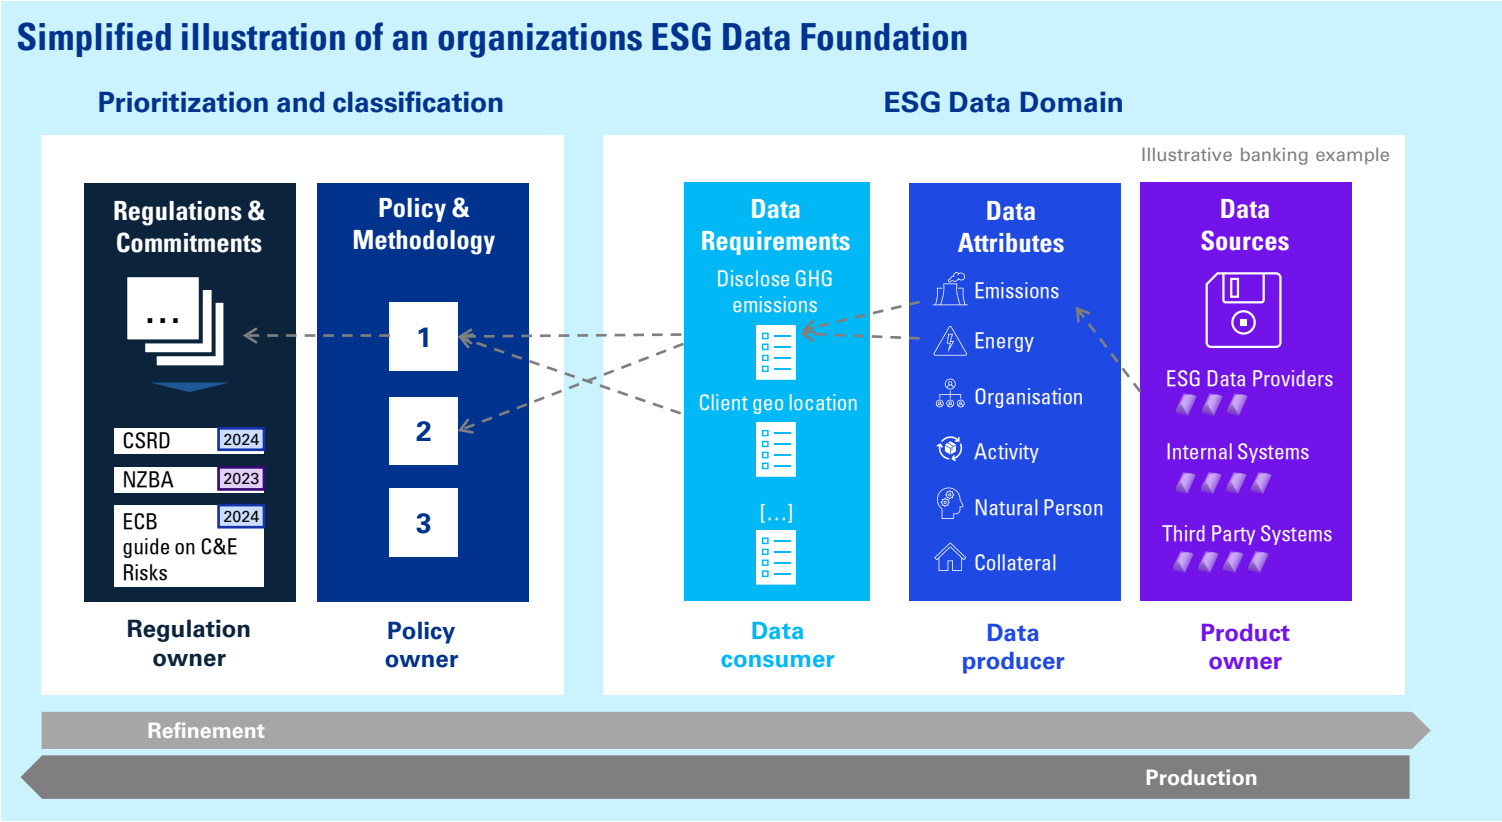 Simplified illustration of an organizations ESG Data Foundation
Prioritization and classification
ESG Data Domain
Illustrative banking example
Regulations &
Commitments
...
CSRD
2024
NZBA
2023
ECB
2024
guide on C&E
Risks
Regulation
owner
Policy &
Methodology
1
2
3
Policy
owner
Data
Requirements
Disclose GHG
emissions
Client geo location
[...]
Data
consumer
Data
Attributes
Emissions
Energy
Organisation
Activity
Natural Person
Collateral
Data
producer
Data
Sources
ESG Data Providers
Internal Systems
Third Party Systems
Product
owner
Refinement
Production